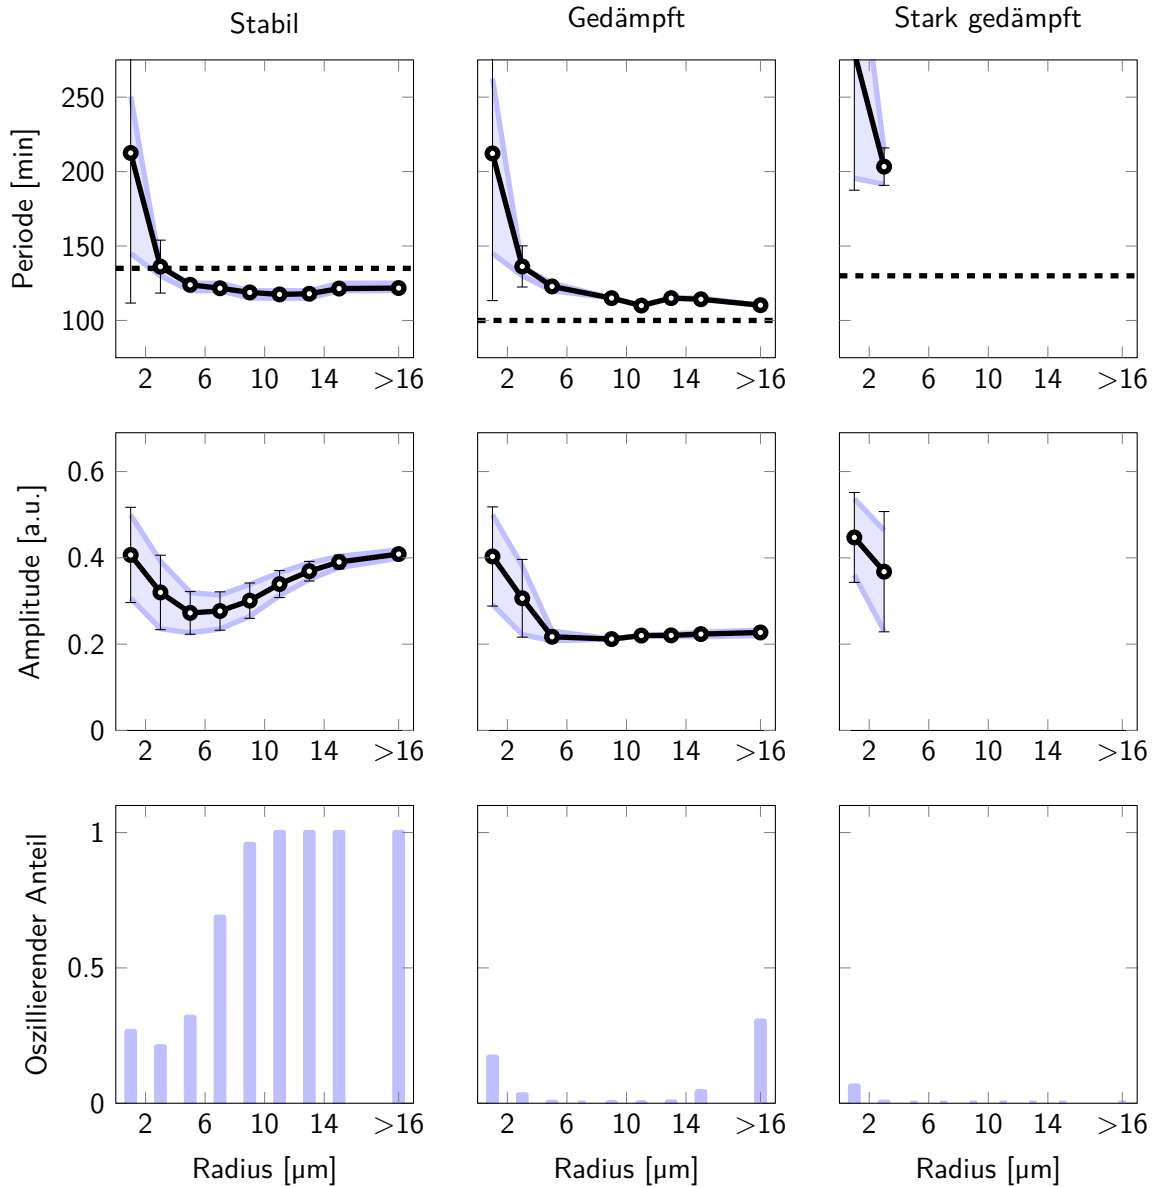 Stabil
Gedämpft
Stark gedämpft
Periode [min]
250
200
150
100
2 6 10 14 >16
2 6 10 14 >16
2 6 10 14 >16
Amplitude [a.u.]
0.6
0.4
0.2
0
2 6 10 14 >16
2 6 10 14 >16
2 6 10 14 >16
Oszillierender Anteil
1
0.5
0
2 6 10 14 >16
2 6 10 14 >16
2 6 10 14 >16
Radius [µm]
Radius [µm]
Radius [µm]